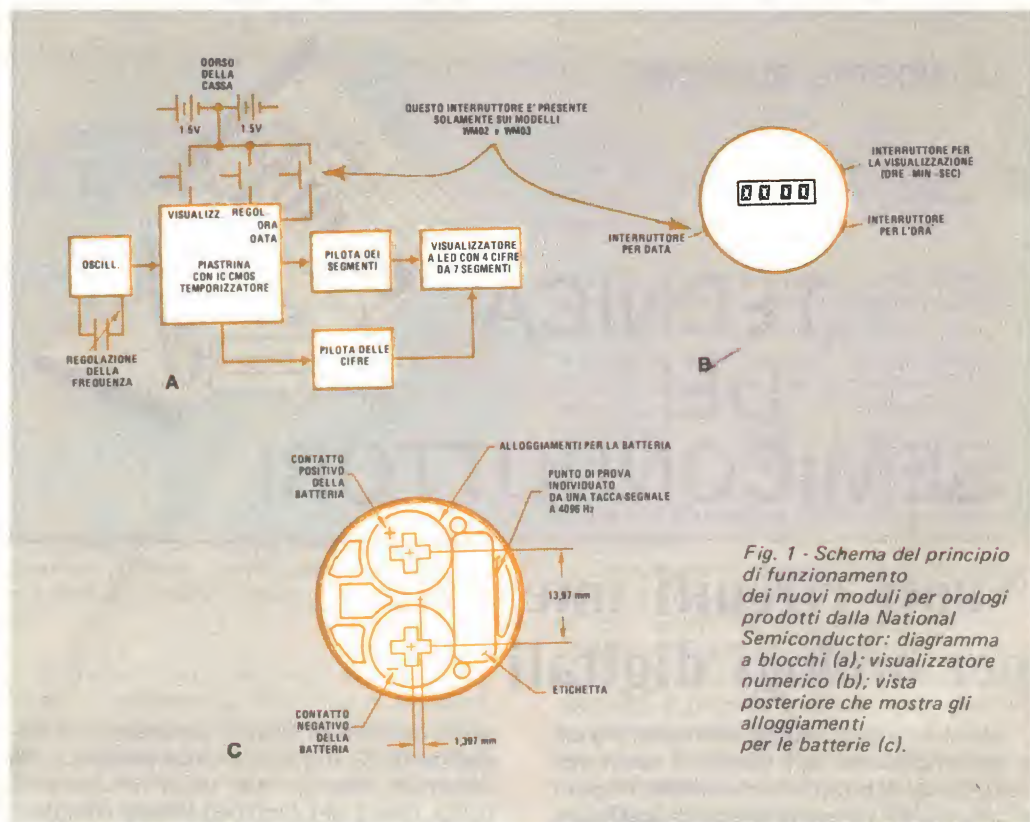 DORSO
DELLA
CASSA
1.5V
1.5V
QUESTO INTERRUTTORE E' PRESENTE
SOLAMENTE SUI MODELLI
WM02 e WM03
VISUALIZZ.
REGOL.
ORA
DATA
OSCILL.
PIASTRINA
CON IC CMOS
TEMPORIZZATORE
PILOTA DEI
SEGMENTI
VISUALIZZATORE
A LED CON 4 CIFRE
DA 7 SEGMENTI
PILOTA DELLE
CIFRE
REGOLAZIONE
DELLA
FREQUENZA
A
INTERRUTTORE PER
LA VISUALIZZAZIONE
(ORE -MIN -SEC)
INTERRUTTORE
PER L'ORA
INTERRUTTORE
PER DATA
B
ALLOGGIAMENTI PER LA BATTERIA
CONTATTO
POSITIVO
DELLA
BATTERIA
PUNTO DI PROVA
INDIVIDUATO
DA UNA TACCA-SEGNALE
A 4096 Hz
13,97 mm
ETICHETTA
CONTATTO
NEGATIVO
DELLA
BATTERIA
1,397 mm
C
Fig. 1 - Schema del principio
di funzionamento
dei nuovi moduli per orologi
prodotti dalla National
Semiconductor: diagramma
a blocchi (a); visualizzatore
numerico (b); vista
posteriore che mostra gli
alloggiamenti
per le batterie (c).